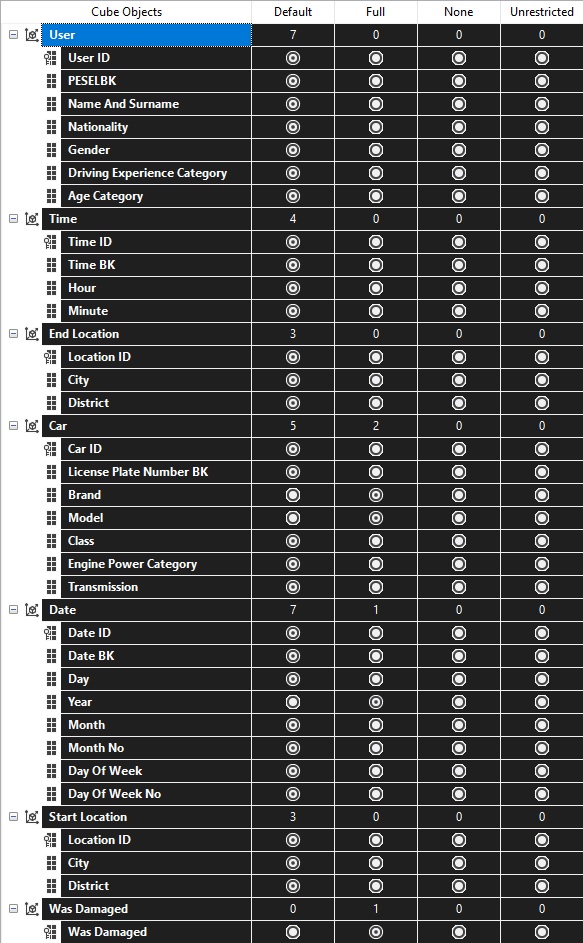 Cube Objects Default Full None Unrestricted
User 7 0 0 0
User ID
PESELBK
Name And Surname
Nationality
Gender
Driving Experience Category
Age Category
Time 4 0 0 0
Time ID
Time BK
Hour
Minute
End Location 3 0 0 0
Location ID
City
District
Car 5 2 0 0
Car ID
License Plate Number BK
Brand
Model
Class
Engine Power Category
Transmission
Date 7 1 0 0
Date ID
Date BK
Day
Year
Month
Month No
Day Of Week
Day Of Week No
Start Location 3 0 0 0
Location ID
City
District
Was Damaged 0 1 0 0
Was Damaged